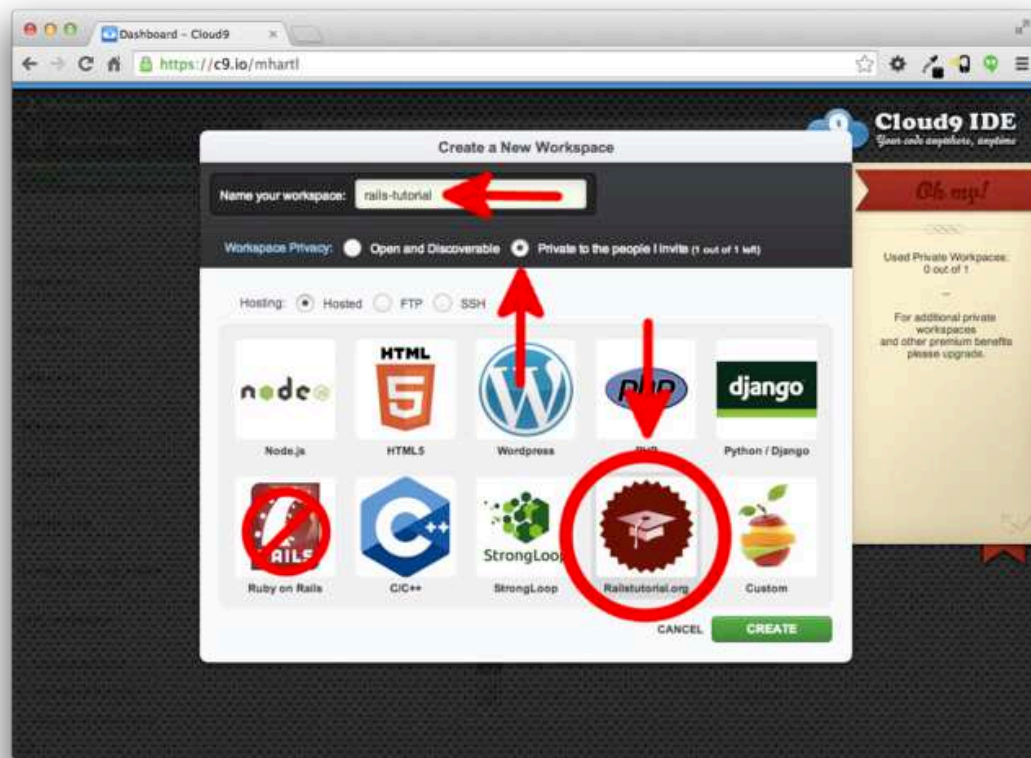 Dashboard - Cloud9
https://c9.io/mhartl
Cloud9 IDE
Your code anywhere, anytime
Create a New Workspace
Name your workspace: rails-tutorial
Workspace Privacy: Open and Discoverable Private to the people I invite (1 out of 1 left)
Hosting: Hosted FTP SSH
Oh my!
Used Private Workpaces:
0 out of 1
For additional private
workspaces
and other premium benefits
please upgrade.
node
HTML
5
W
php
django
Node.js HTML5 Wordpress PHP Python / Django
RAILS
C++
StrongLoop
Ruby on Rails C/C++ StrongLoop Railstutorial.org Custom
CANCEL CREATE